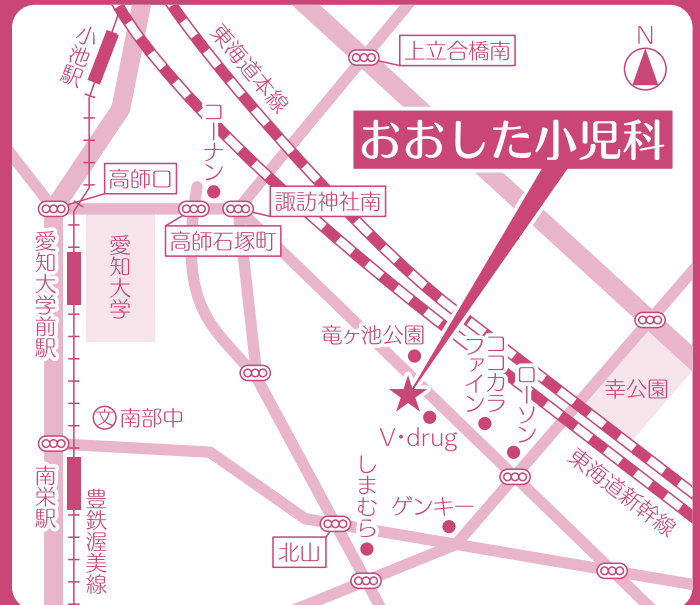 小池駅
東海道本線
上立合橋南
N
コーナン
おおした小児科
高師口
諏訪神社南
高師石塚町
愛知大学前駅
愛知大学
竜ヶ池公園
ココカラ
ファイン
ローソン
幸公園
文南部中
V・drug
東海道新幹線
南栄駅
豊鉄渥美線
しまむら
ゲンキー
北山